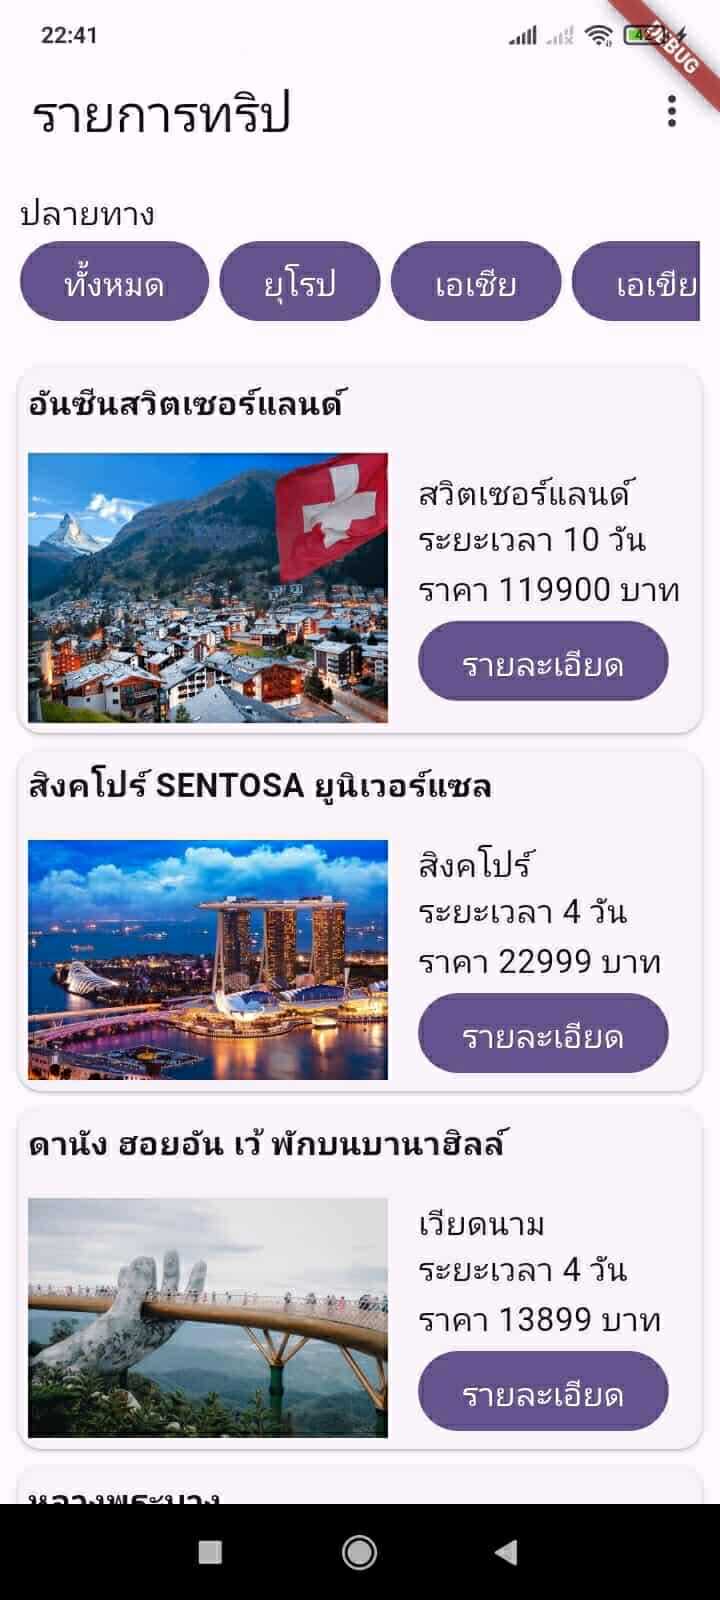 22:41
DEBUG
รายการทริป
ปลายทาง
ทั้งหมด
ยุโรป
เอเชีย
อันซีนสวิตเซอร์แลนด์
สวิตเซอร์แลนด์
ระยะเวลา 10 วัน
ราคา 119900 บาท
รายละเอียด
สิงคโปร์ SENTOSA ยูนิเวอร์แซล
สิงคโปร์
ระยะเวลา 4 วัน
ราคา 22999 บาท
รายละเอียด
ดานัง ฮอยอัน เว้ พักบนบานาฮิลล์
เวียดนาม
ระยะเวลา 4 วัน
ราคา 13899 บาท
รายละเอียด
หลวงพระบาง